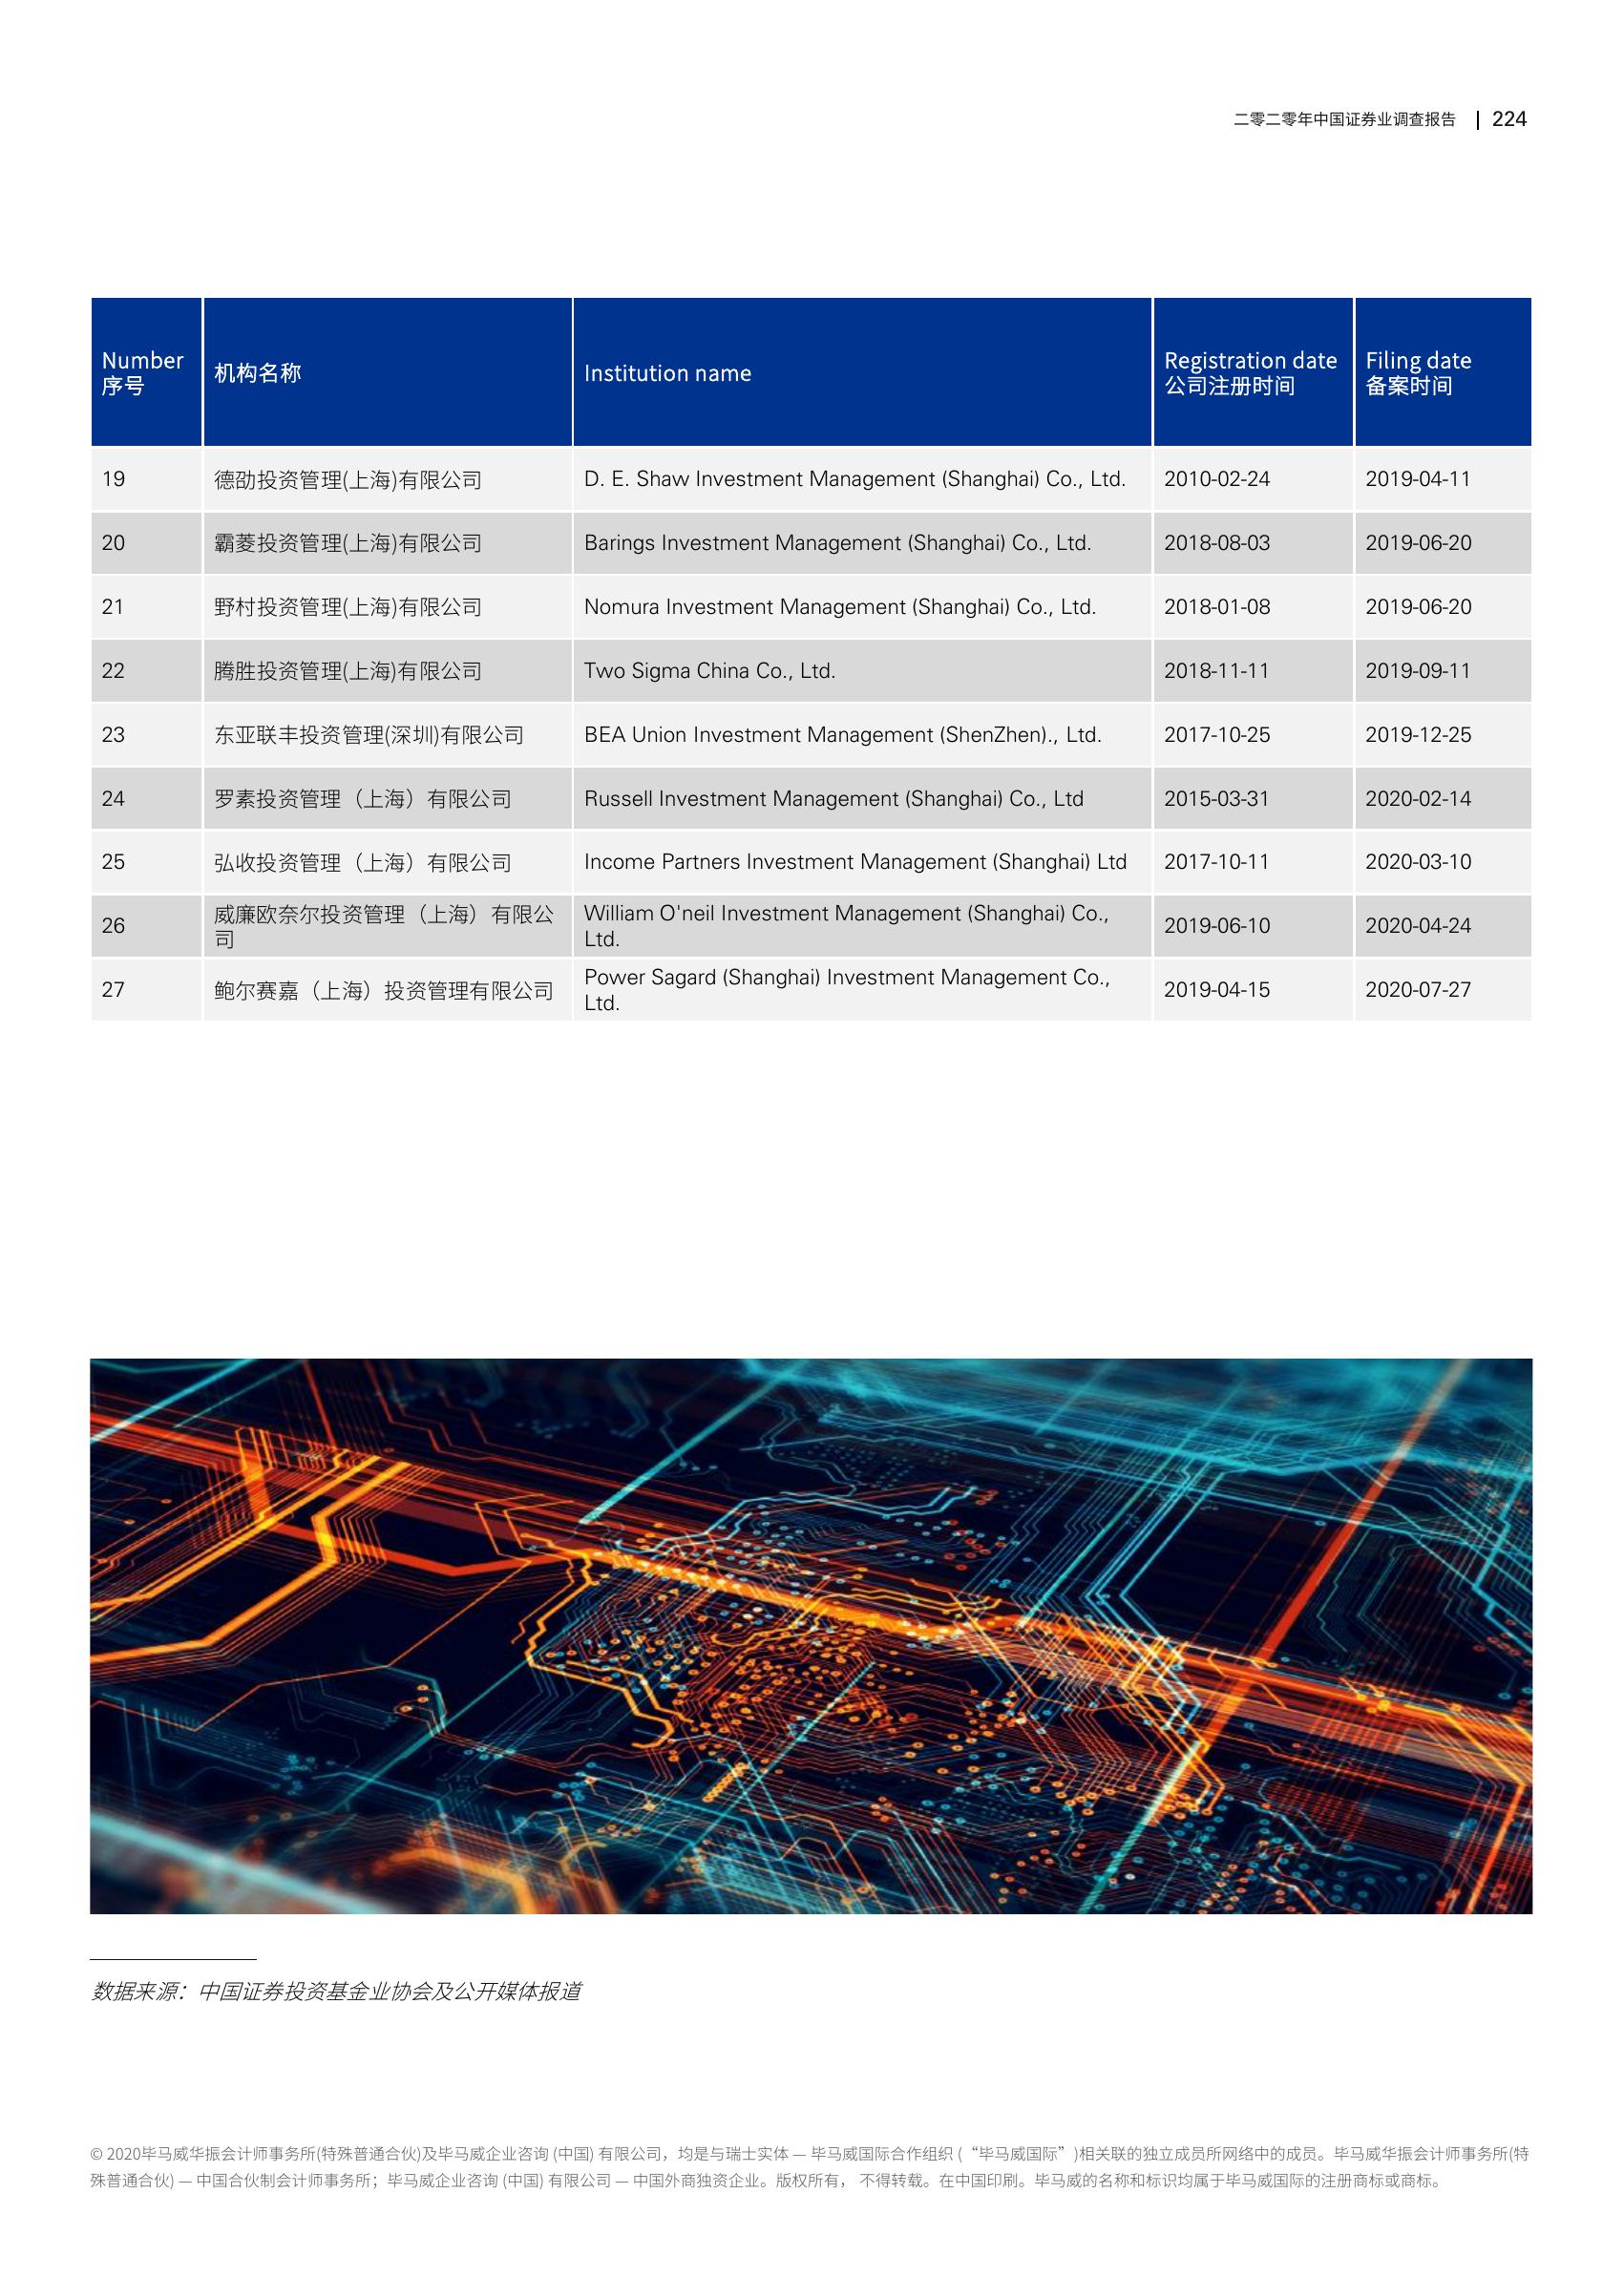 二零二零年中国证券业调查报告 | 224
Number
序号
机构名称
Institution name
Registration date
公司注册时间
Filing date
备案时间
19 德劭投资管理(上海)有限公司 D. E. Shaw Investment Management (Shanghai) Co., Ltd. 2010-02-24 2019-04-11
20 霸菱投资管理(上海)有限公司 Barings Investment Management (Shanghai) Co., Ltd. 2018-08-03 2019-06-20
21 野村投资管理(上海)有限公司 Nomura Investment Management (Shanghai) Co., Ltd. 2018-01-08 2019-06-20
22 腾胜投资管理(上海)有限公司 Two Sigma China Co., Ltd. 2018-11-11 2019-09-11
23 东亚联丰投资管理(深圳)有限公司 BEA Union Investment Management (ShenZhen)., Ltd. 2017-10-25 2019-12-25
24 罗素投资管理（上海）有限公司 Russell Investment Management (Shanghai) Co., Ltd 2015-03-31 2020-02-14
25 弘收投资管理（上海）有限公司 Income Partners Investment Management (Shanghai) Ltd 2017-10-11 2020-03-10
26
威廉欧奈尔投资管理（上海）有限公
司
William O'neil Investment Management (Shanghai) Co.,
Ltd.
2019-06-10 2020-04-24
27
鲍尔赛嘉（上海）投资管理有限公司
Power Sagard (Shanghai) Investment Management Co.,
Ltd.
2019-04-15 2020-07-27
数据来源：中国证券投资基金业协会及公开媒体报道
© 2020毕马威华振会计师事务所(特殊普通合伙)及毕马威企业咨询 (中国) 有限公司，均是与瑞士实体 — 毕马威国际合作组织 (“毕马威国际”)相关联的独立成员所网络中的成员。毕马威华振会计师事务所(特
殊普通合伙) — 中国合伙制会计师事务所；毕马威企业咨询 (中国) 有限公司 — 中国外商独资企业。版权所有， 不得转载。在中国印刷。毕马威的名称和标识均属于毕马威国际的注册商标或商标。